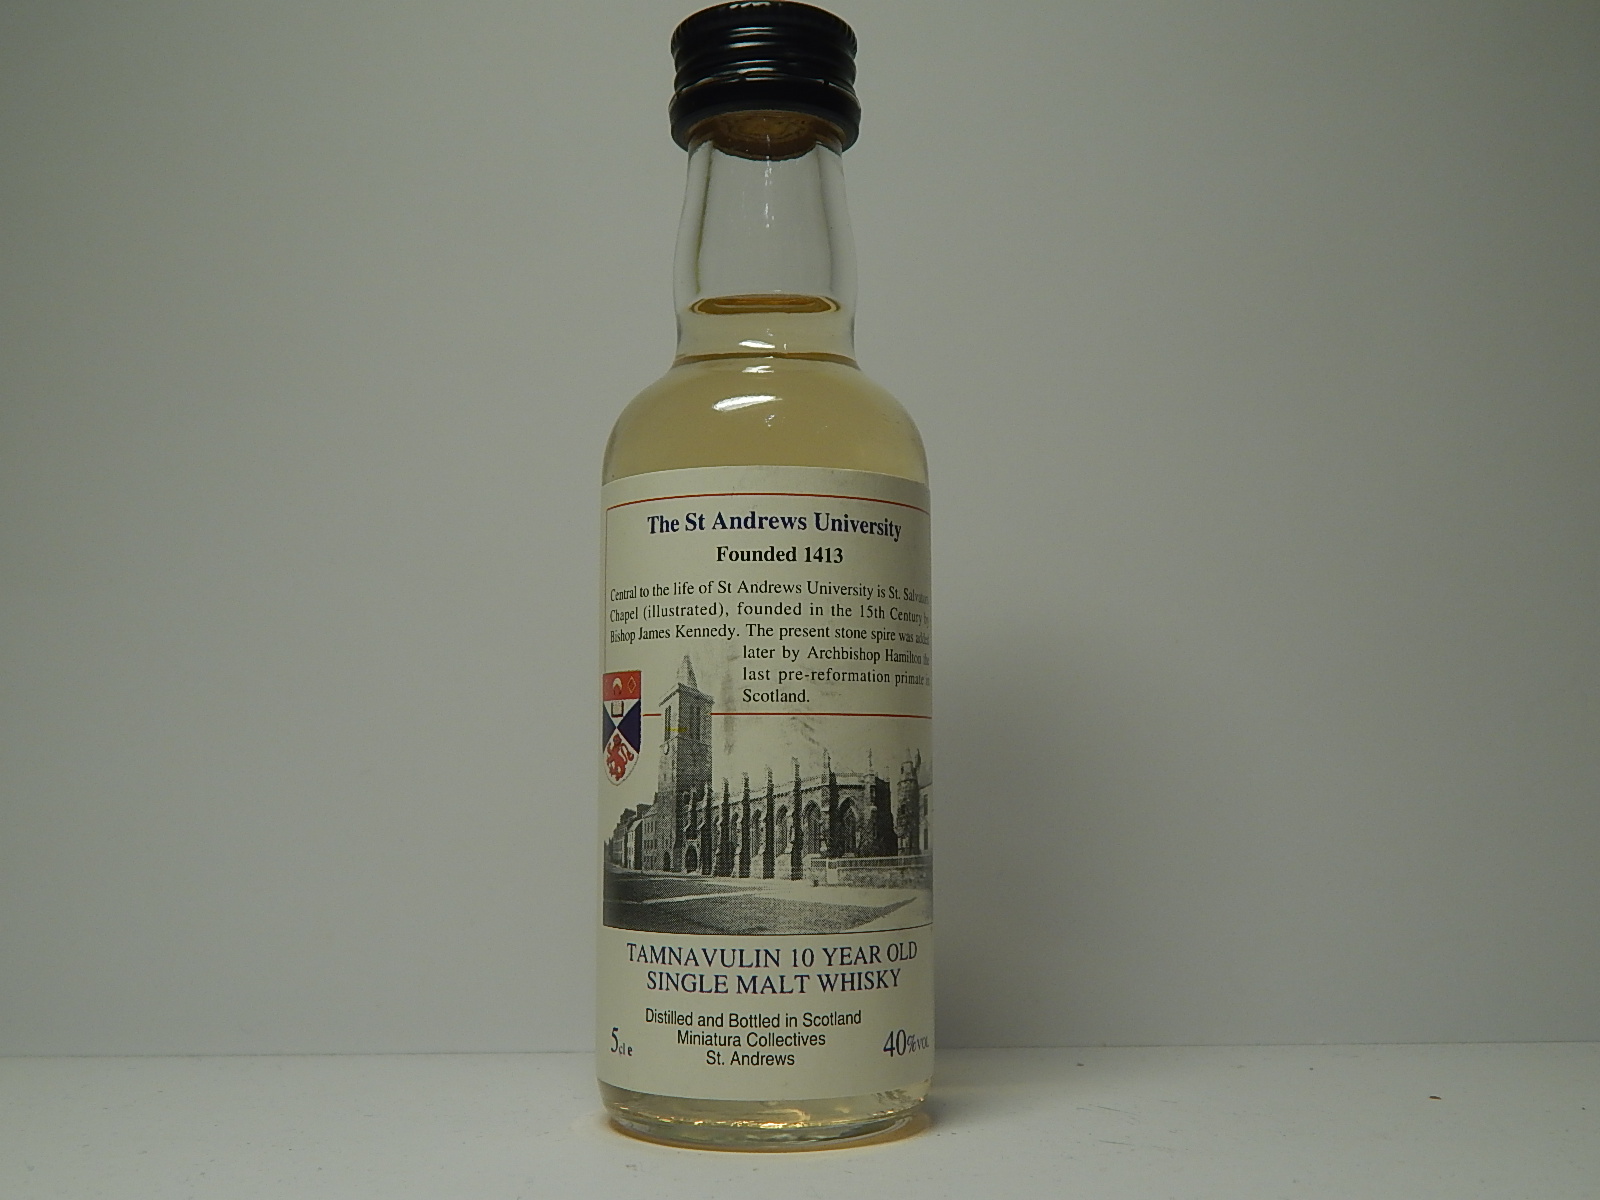 The St Andrews University
Founded 1413
Central to the life of St Andrews University is St.
Chapel (illustrated), founded in the 15th Century
Bishop James Kennedy. The present stone spire was added
later by Archbishop Hamilton the
last pre-reformation primate in
Scotland.
TAMNAVULIN 10 YEAR OLD
SINGLE MALT WHISKY
Distilled and Bottled in Scotland
Miniatura Collectives
St. Andrews
5cl e
40%VOL